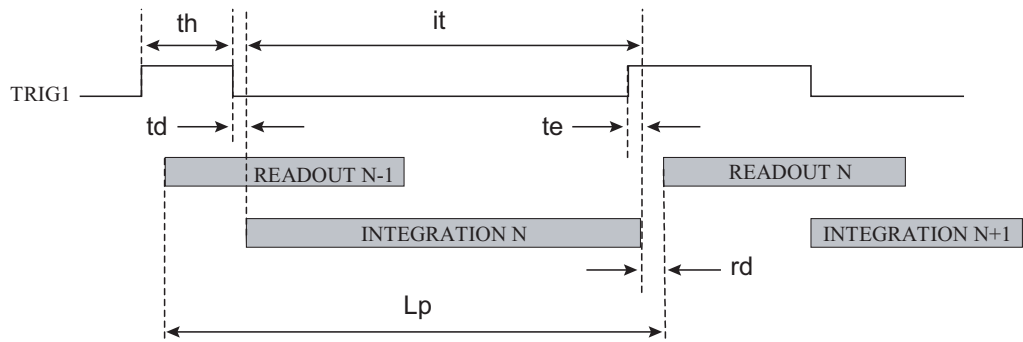 th
it
TRIG1
td
te
READOUT N-1
READOUT N
INTEGRATION N
INTEGRATION N+1
rd
Lp